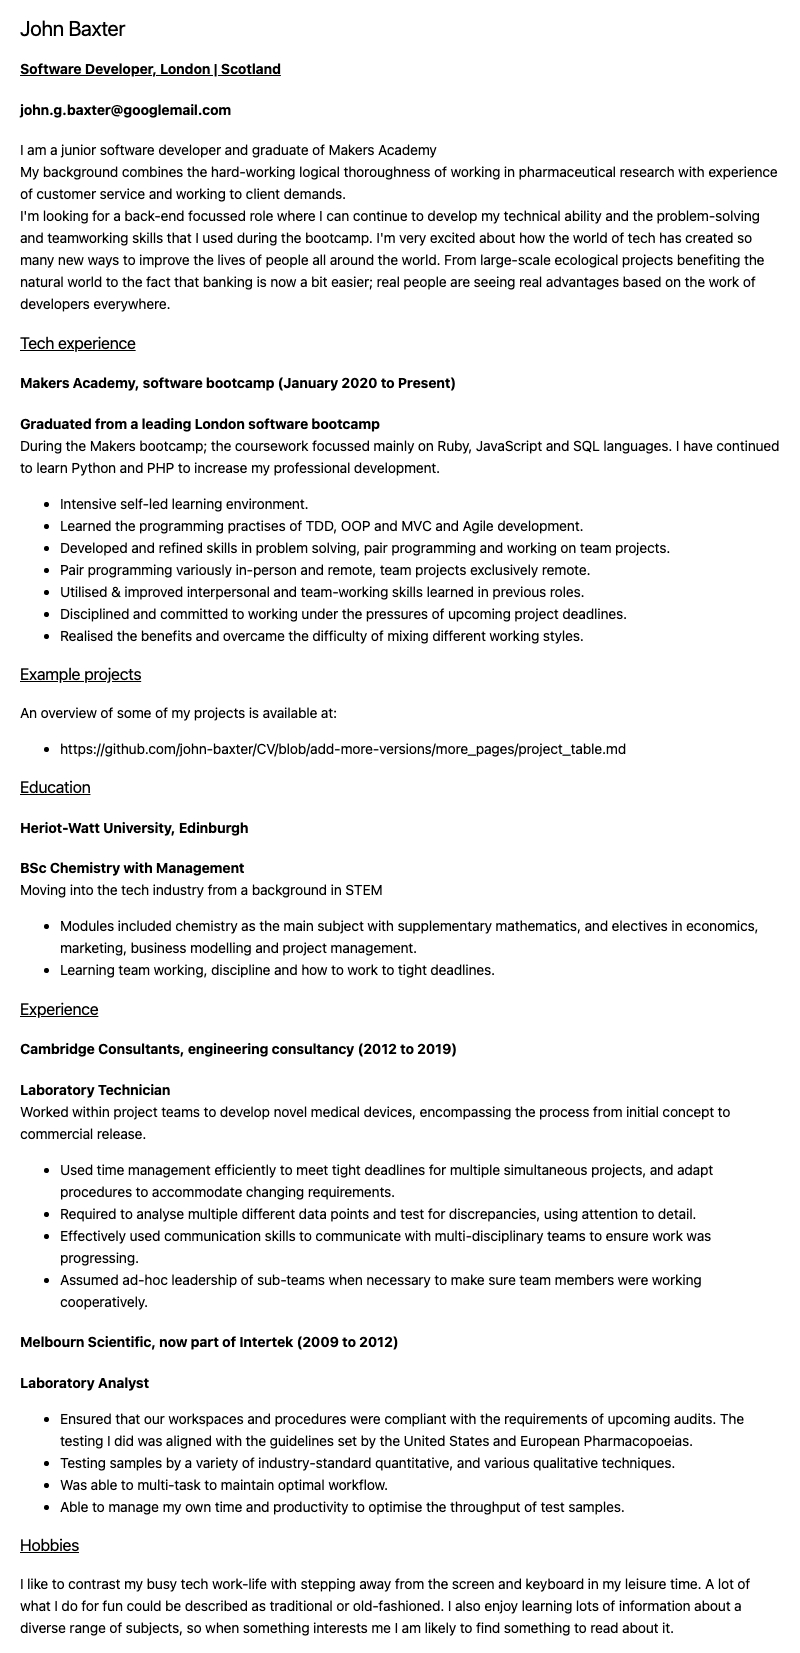 John Baxter
Software Developer, London | Scotland
john.g.baxter@googlemail.com
I am a junior software developer and graduate of Makers Academy
My background combines the hard-working logical thoroughness of working in pharmaceutical research with experience
of customer service and working to client demands.
I'm looking for a back-end focussed role where I can continue to develop my technical ability and the problem-solving
and teamworking skills that I used during the bootcamp. I'm very excited about how the world of tech has created so
many new ways to improve the lives of people all around the world. From large-scale ecological projects benefiting the
natural world to the fact that banking is now a bit easier; real people are seeing real advantages based on the work of
developers everywhere.
Tech experience
Makers Academy, software bootcamp (January 2020 to Present)
Graduated from a leading London software bootcamp
During the Makers bootcamp; the coursework focussed mainly on Ruby, JavaScript and SQL languages. I have continued
to learn Python and PHP to increase my professional development.
• Intensive self-led learning environment.
• Learned the programming practises of TDD, OOP and MVC and Agile development.
• Developed and refined skills in problem solving, pair programming and working on team projects.
• Pair programming variously in-person and remote, team projects exclusively remote.
• Utilised & improved interpersonal and team-working skills learned in previous roles.
• Disciplined and committed to working under the pressures of upcoming project deadlines.
• Realised the benefits and overcame the difficulty of mixing different working styles.
Example projects
An overview of some of my projects is available at:
• https://github.com/john-baxter/CV/blob/add-more-versions/more_pages/project_table.md
Education
Heriot-Watt University, Edinburgh
BSc Chemistry with Management
Moving into the tech industry from a background in STEM
• Modules included chemistry as the main subject with supplementary mathematics, and electives in economics,
marketing, business modelling and project management.
• Learning team working, discipline and how to work to tight deadlines.
Experience
Cambridge Consultants, engineering consultancy (2012 to 2019)
Laboratory Technician
Worked within project teams to develop novel medical devices, encompassing the process from initial concept to
commercial release.
• Used time management efficiently to meet tight deadlines for multiple simultaneous projects, and adapt
procedures to accommodate changing requirements.
• Required to analyse multiple different data points and test for discrepancies, using attention to detail.
• Effectively used communication skills to communicate with multi-disciplinary teams to ensure work was
progressing.
• Assumed ad-hoc leadership of sub-teams when necessary to make sure team members were working
cooperatively.
Melbourn Scientific, now part of Intertek (2009 to 2012)
Laboratory Analyst
• Ensured that our workspaces and procedures were compliant with the requirements of upcoming audits. The
testing I did was aligned with the guidelines set by the United States and European Pharmacopoeias.
• Testing samples by a variety of industry-standard quantitative, and various qualitative techniques.
• Was able to multi-task to maintain optimal workflow.
• Able to manage my own time and productivity to optimise the throughput of test samples.
Hobbies
I like to contrast my busy tech work-life with stepping away from the screen and keyboard in my leisure time. A lot of
what I do for fun could be described as traditional or old-fashioned. I also enjoy learning lots of information about a
diverse range of subjects, so when something interests me I am likely to find something to read about it.